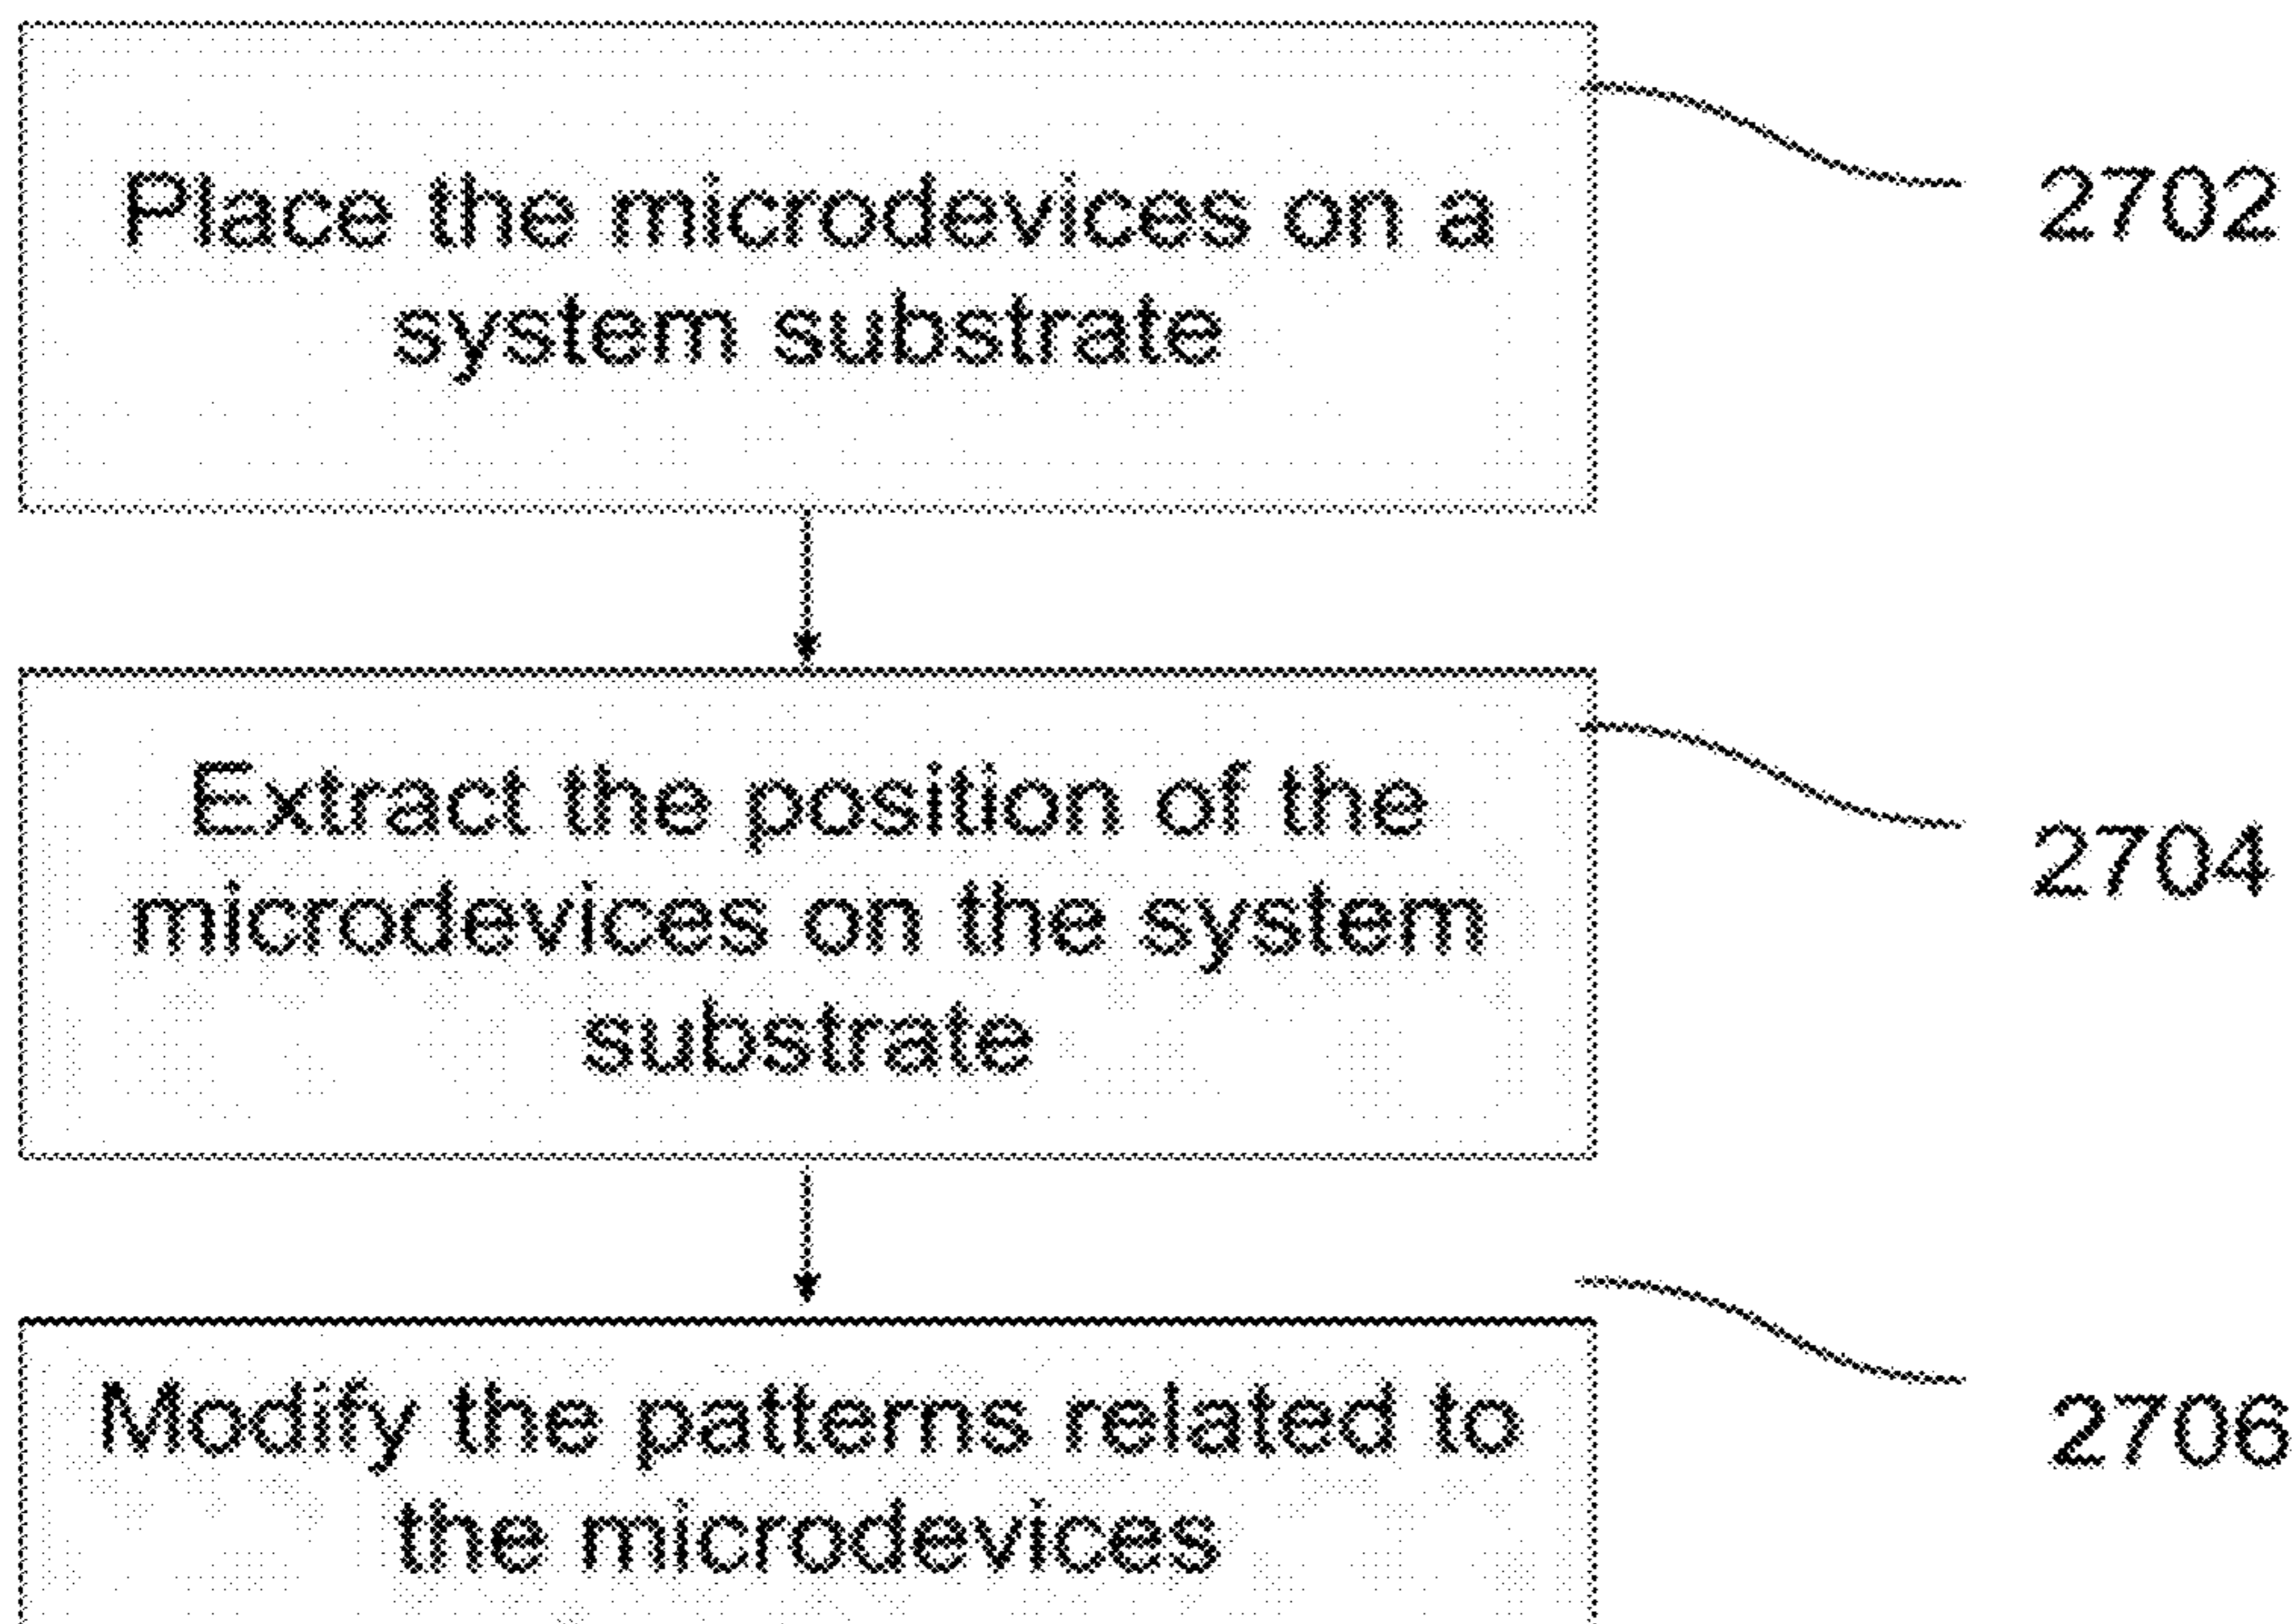 Place the microdevices on a
system substrate
2702
Extract the position of the
microdevices on the system
substrate
2704
Modify the patterns related to
the microdevices
2706